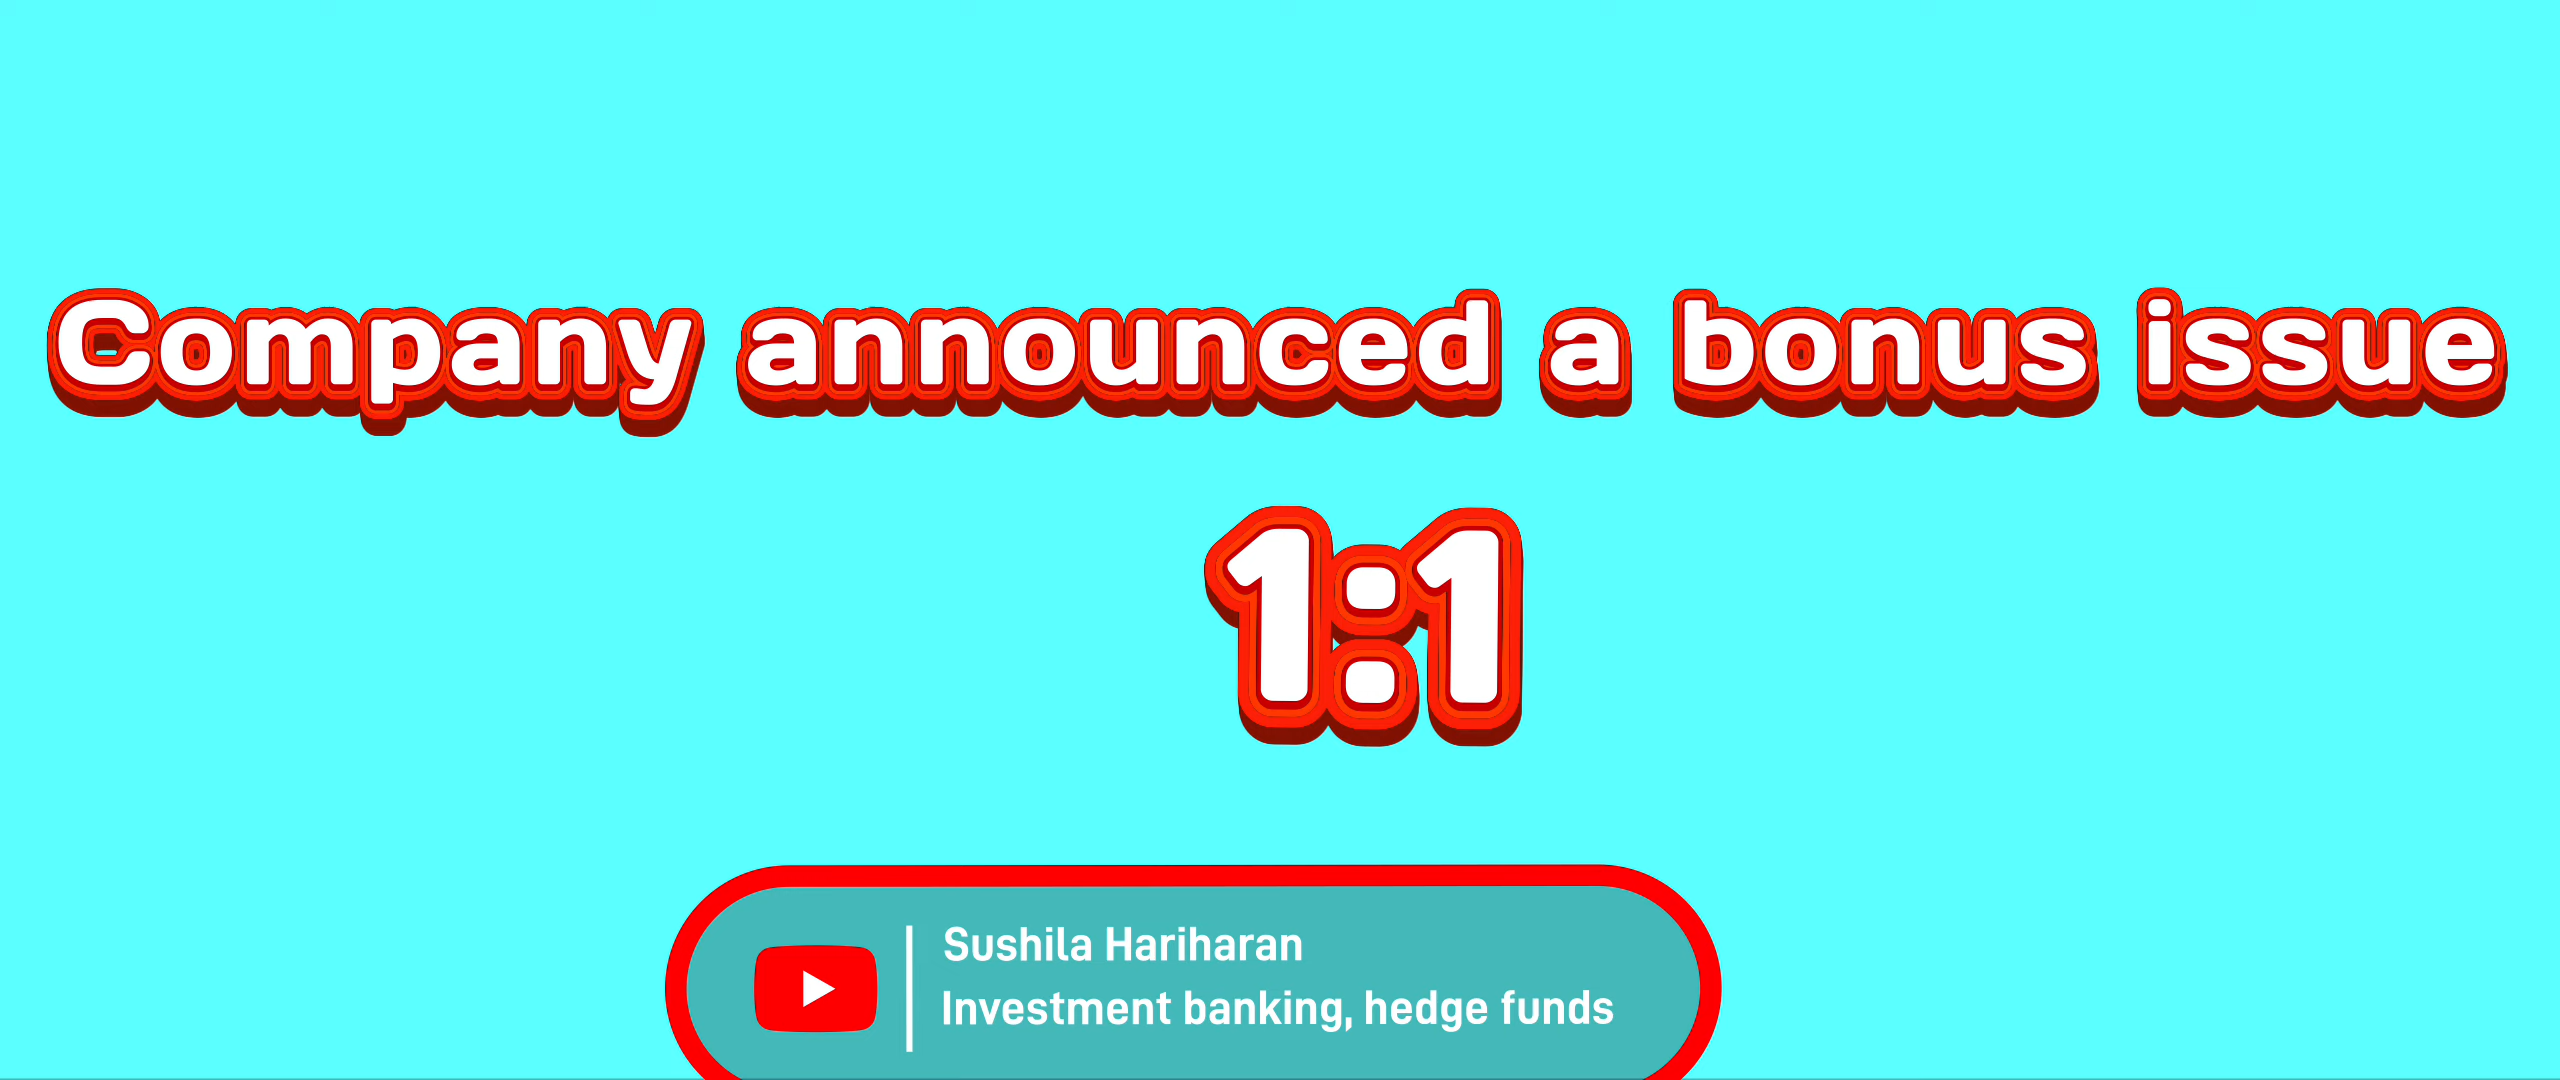 Company announced a bonus issue
1:1
Sushila Hariharan
Investment banking, hedge funds